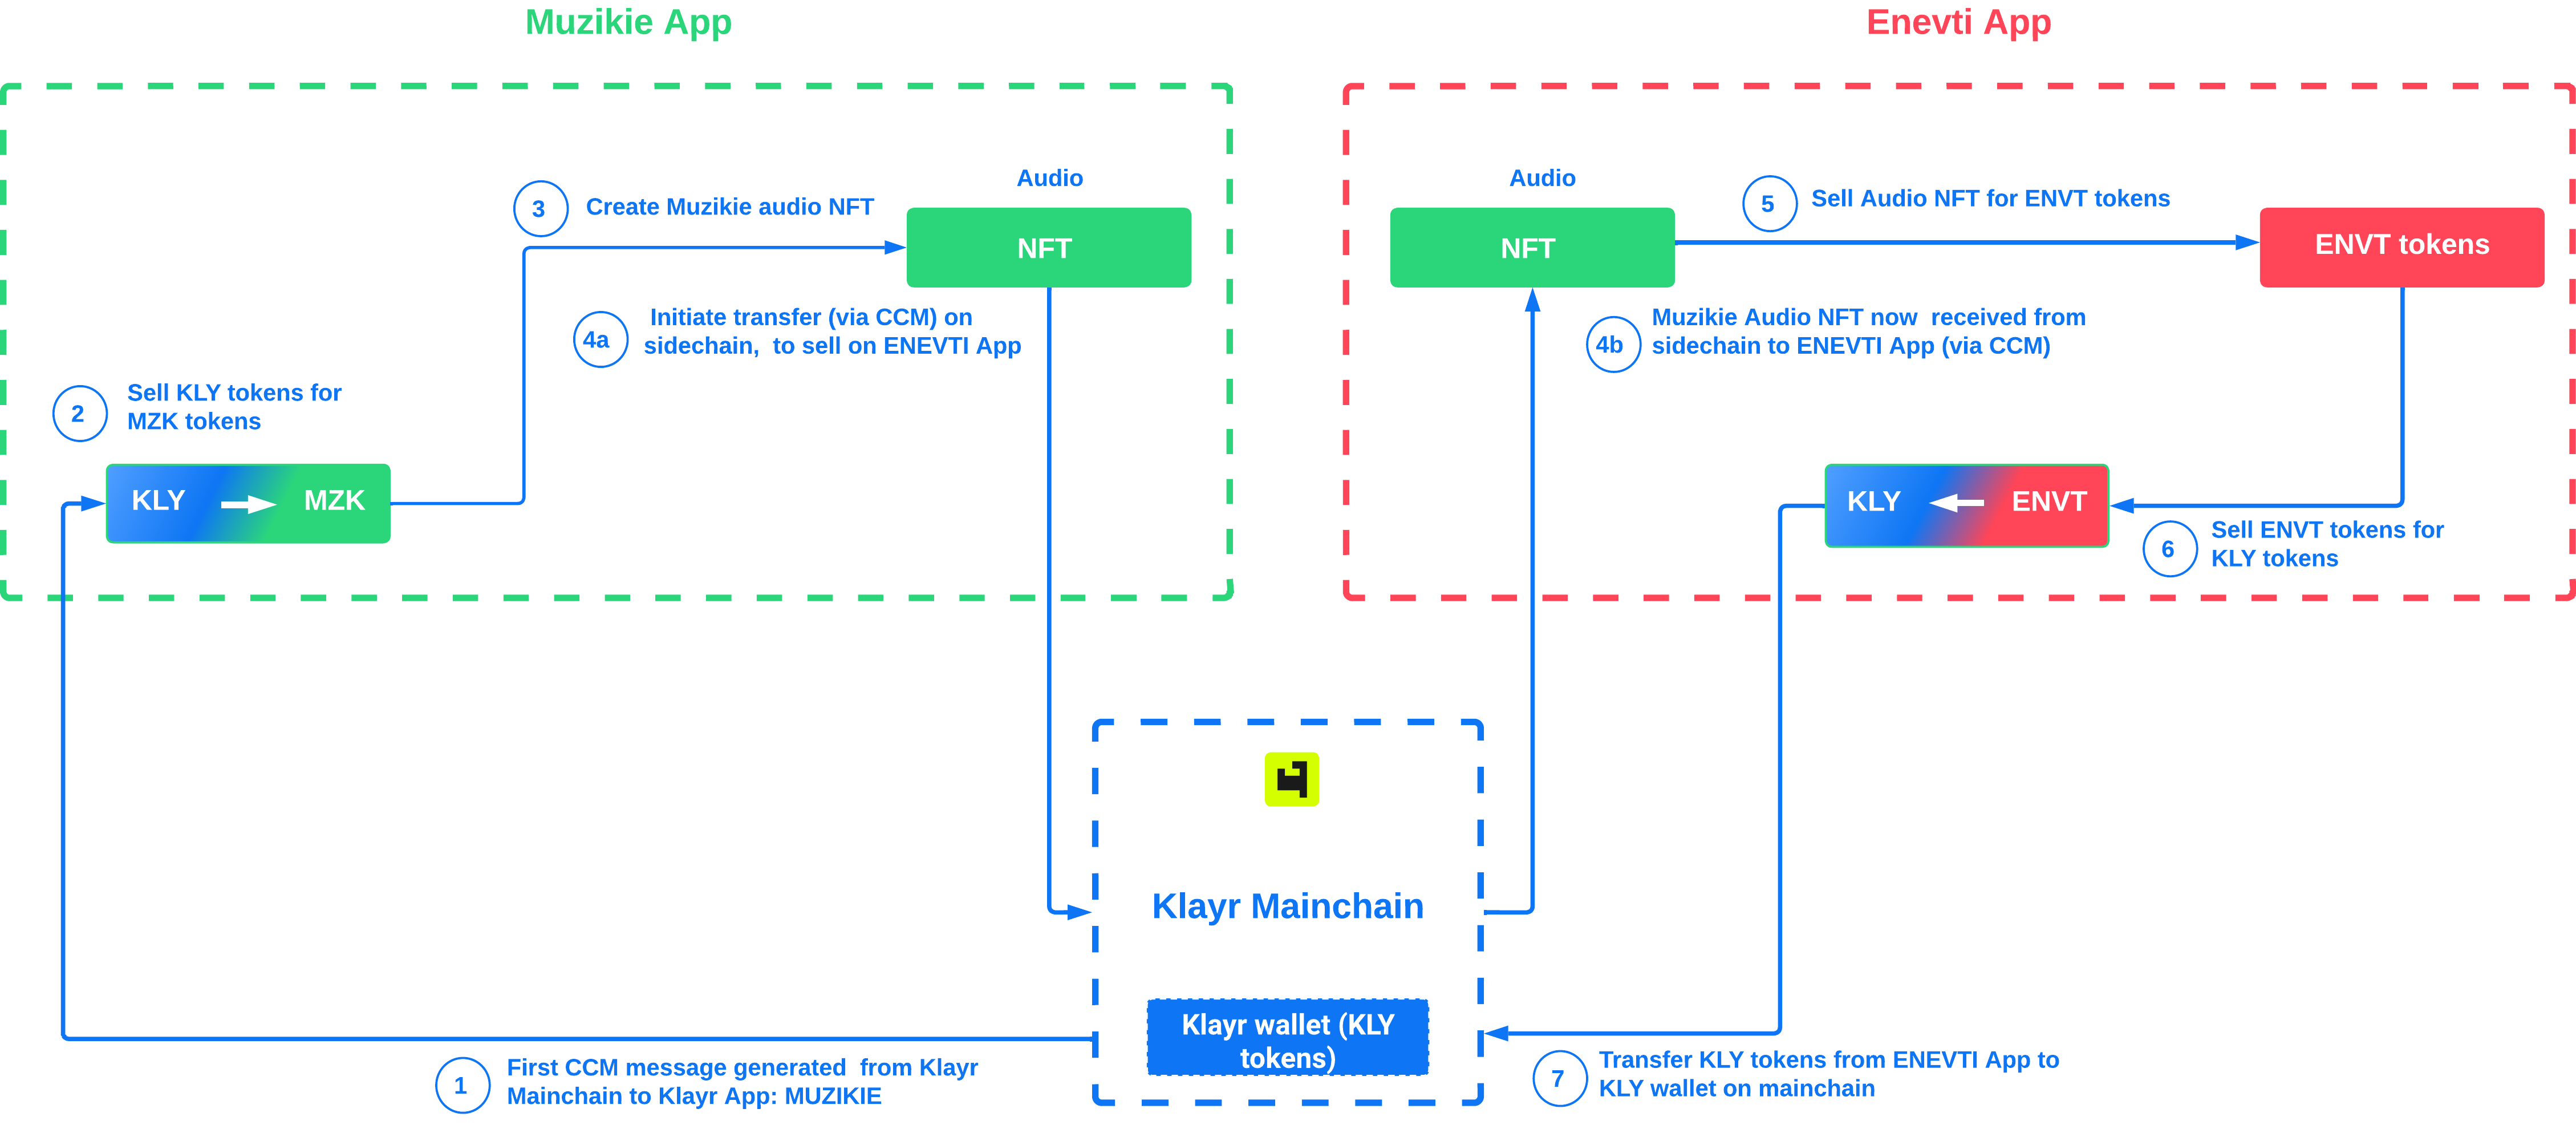 Muzikie App
Enevti App
Audio
3
Create Muzikie audio NFT
NFT
4a
Initiate transfer (via CCM) on
sidechain,  to sell on ENEVTI App
2
Sell KLY tokens for
MZK tokens
KLY
MZK
Audio
NFT
5
Sell Audio NFT for ENVT tokens
ENVT tokens
4b
Muzikie Audio NFT now  received from
sidechain to ENEVTI App (via CCM)
KLY
ENVT
6
Sell ENVT tokens for
KLY tokens
Klayr Mainchain
Klayr wallet (KLY
tokens)
1
First CCM message generated  from Klayr
Mainchain to Klayr App: MUZIKIE
7
Transfer KLY tokens from ENEVTI App to
KLY wallet on mainchain